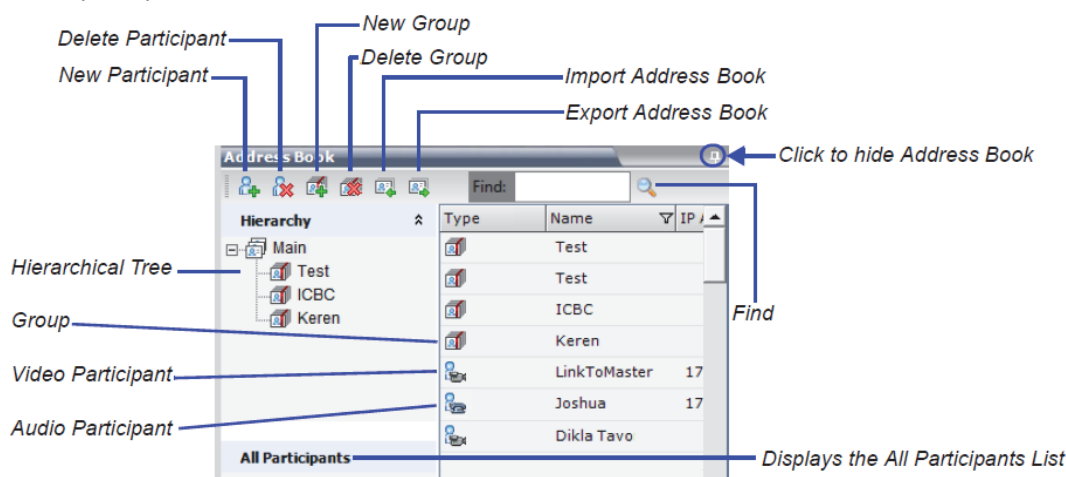 New Group
Delete Participant
Delete Group
New Participant
Import Address Book
Export Address Book
Address Book
Click to hide Address Book
Find:
Hierarchy
Type Name IP A
Main
Test
Test
Hierarchical Tree
Test
Test
ICBC
ICBC
Find
Group
Keren
Keren
Video Participant
LinkToMaster 17
Joshua 17
Audio Participant
Dikla Tavo
All Participants
Displays the All Participants List